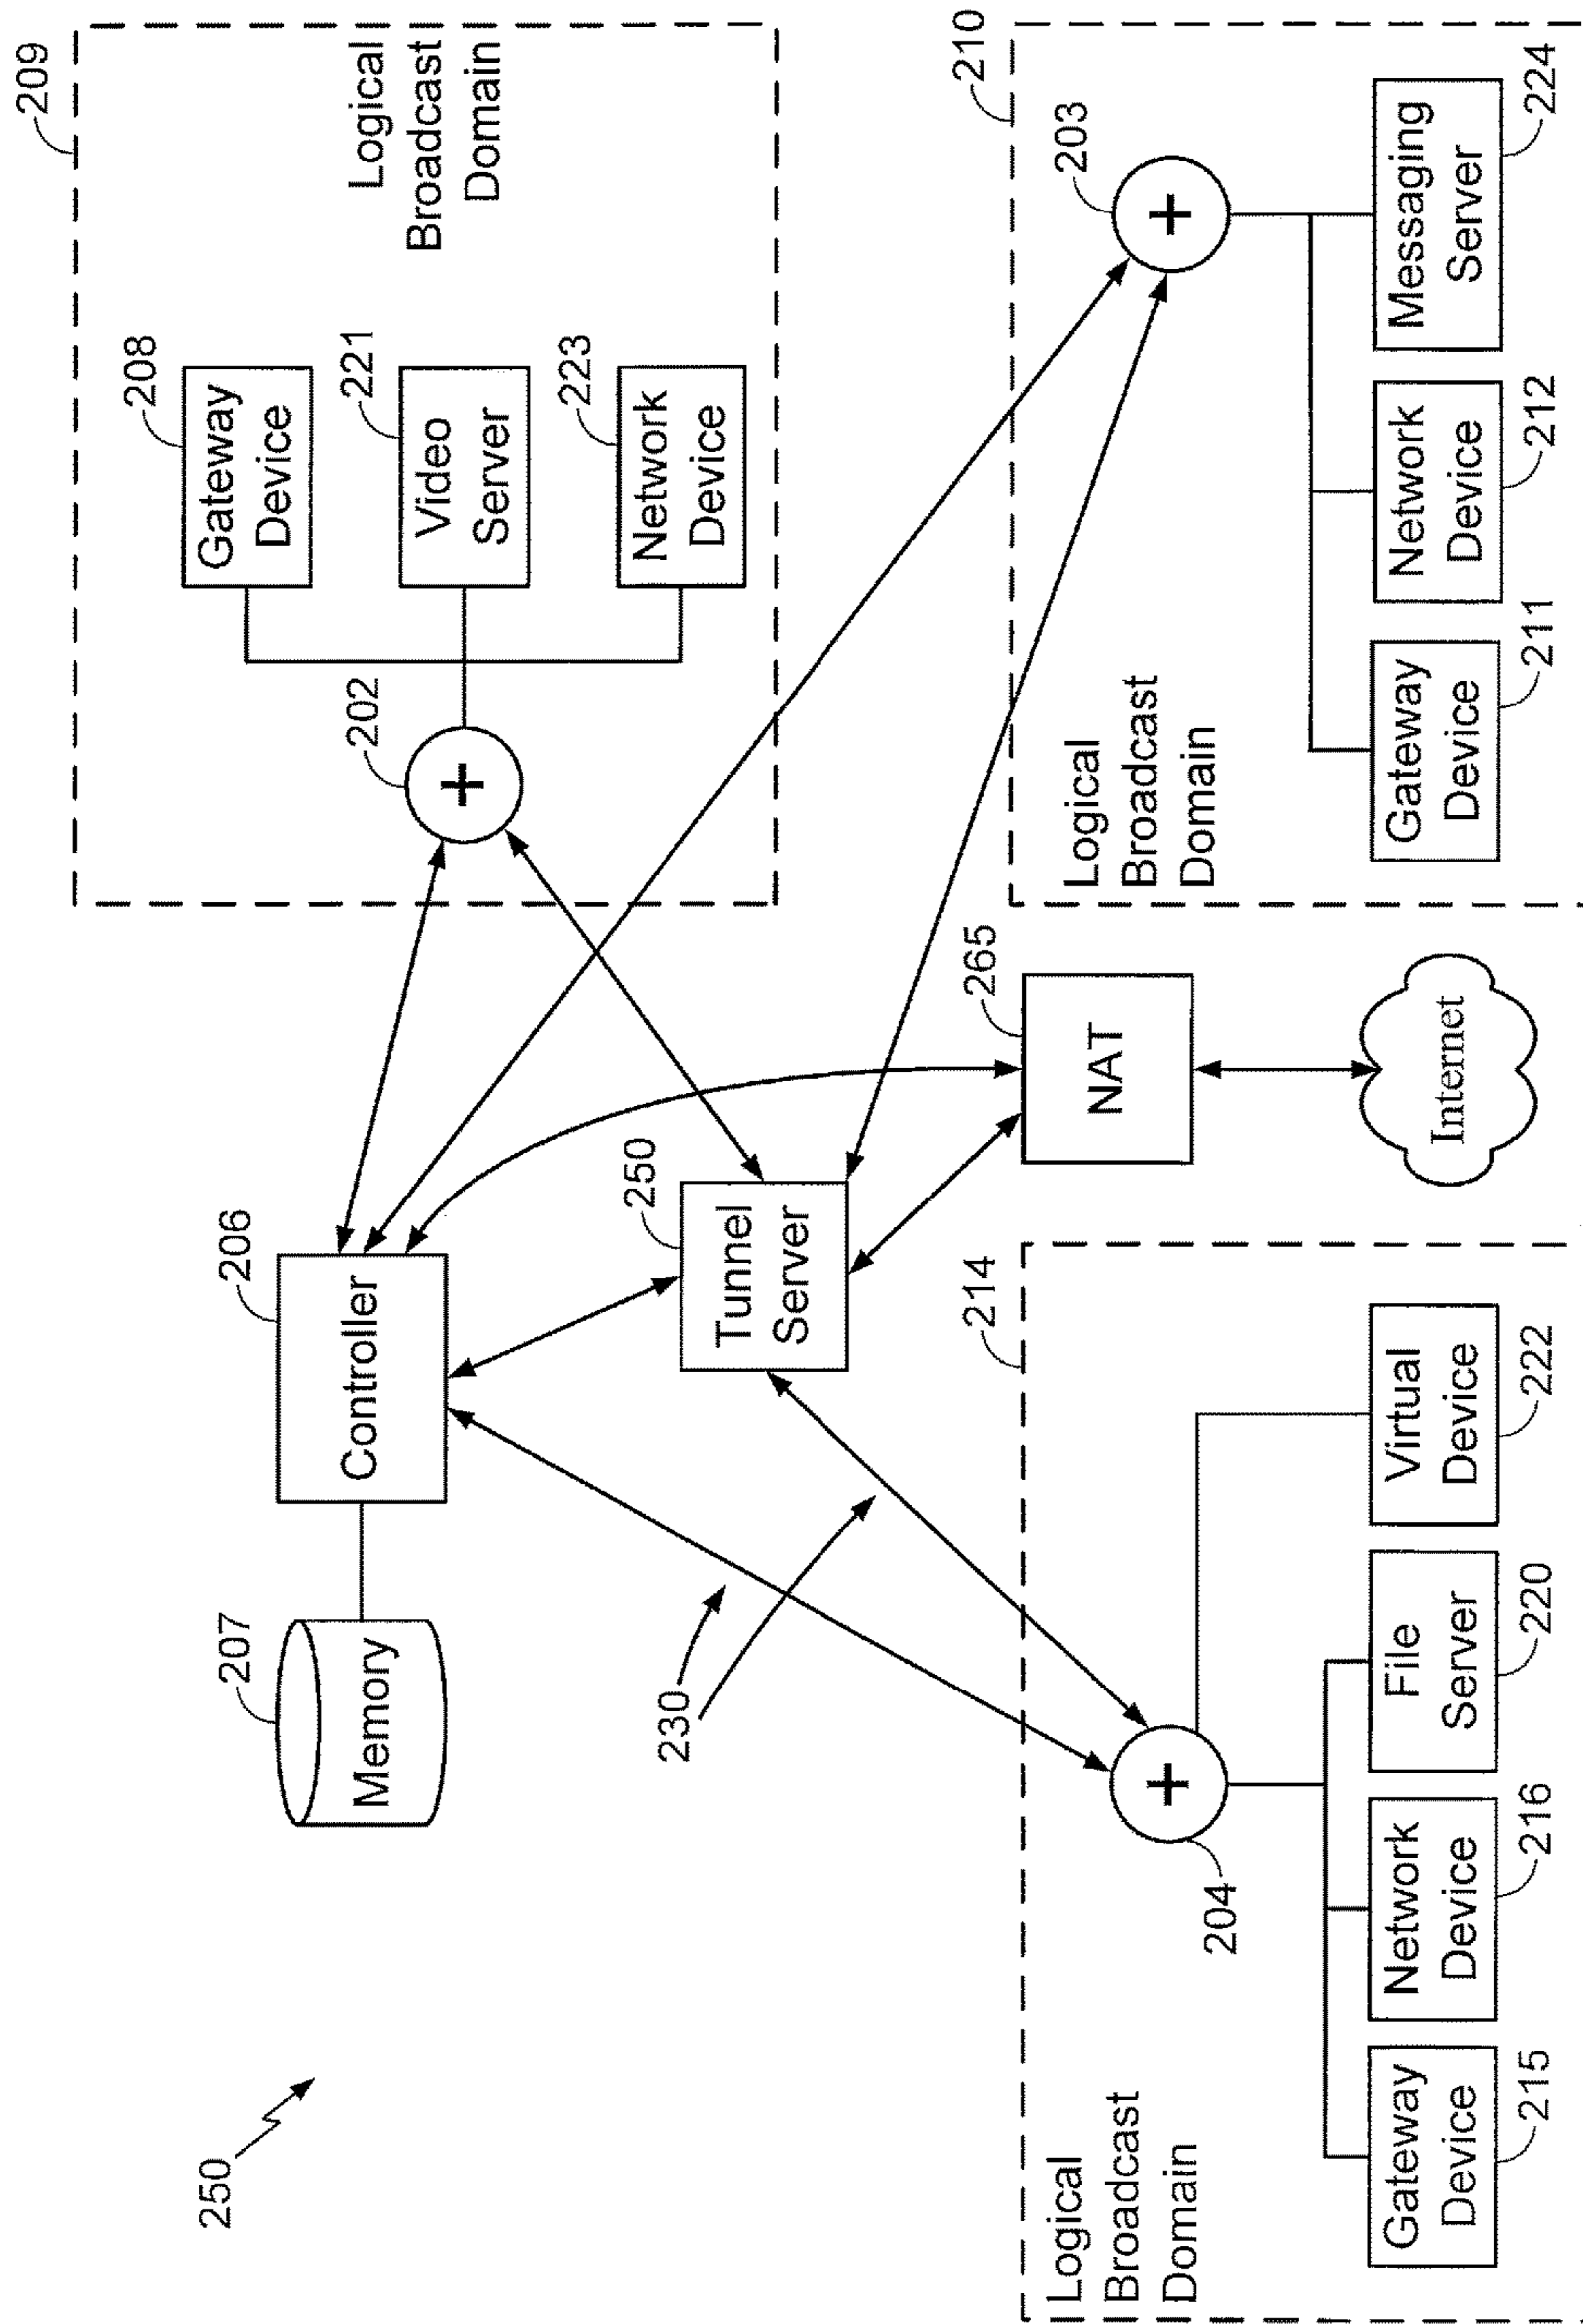 250
207
Memory
206
Controller
230
250
Tunnel
Server
209
Logical
Broadcast
Domain
202
208
Gateway
Device
221
Video
Server
223
Network
Device
214
Logical
Broadcast
Domain
204
Gateway
Device
215
Network
Device
216
File
Server
220
Virtual
Device
222
265
NAT
Internet
210
Logical
Broadcast
Domain
203
Gateway
Device
211
Network
Device
212
Messaging
Server
224